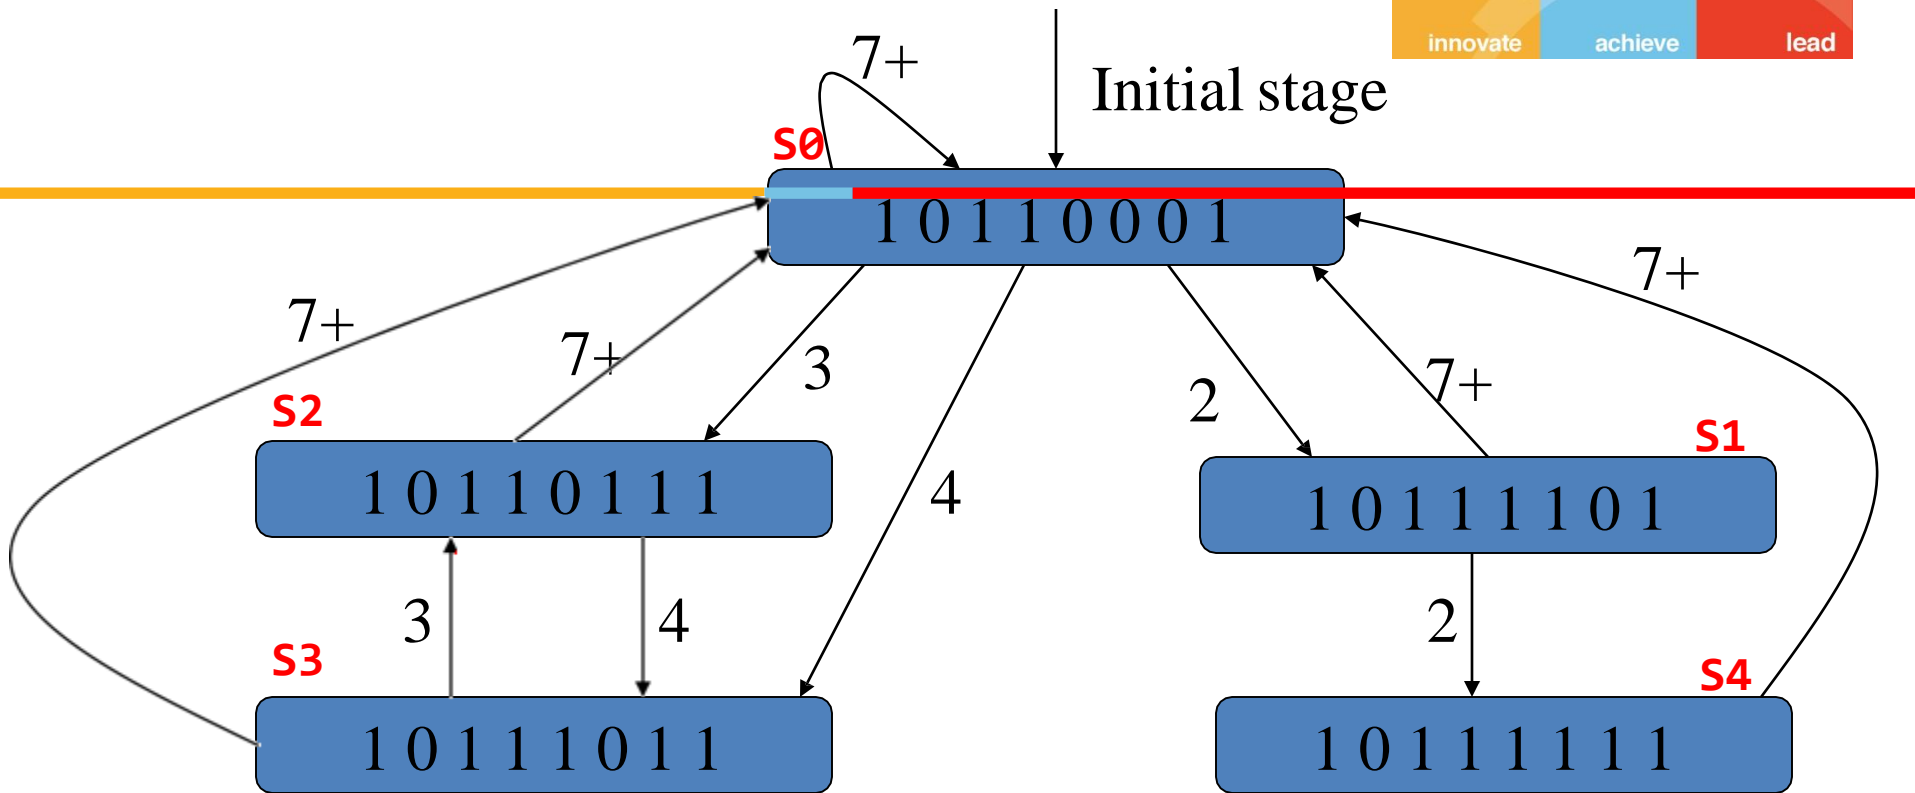 innovate achieve lead
7+
Initial stage
S0
1 0 1 1 0 0 0 1
7+
7+
7+
3
2
7+
S2
S1
1 0 1 1 0 1 1 1
4
1 0 1 1 1 1 0 1
3
4
2
S3
S4
1 0 1 1 1 0 1 1
1 0 1 1 1 1 1 1